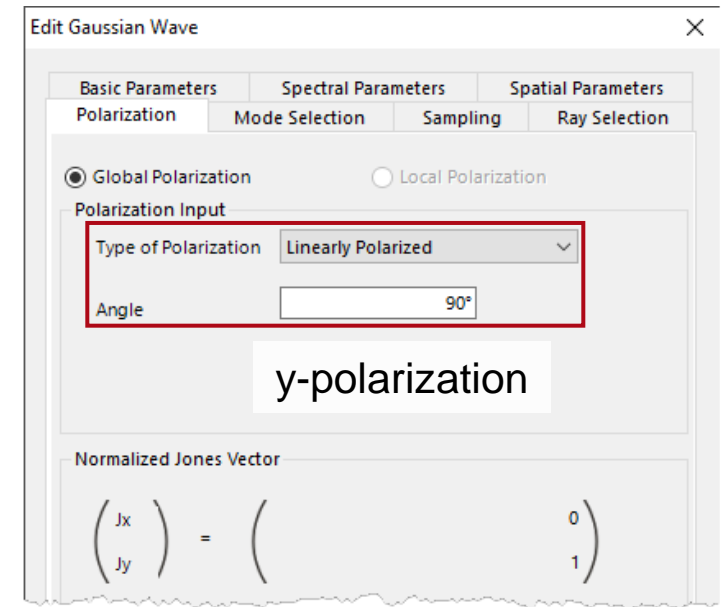 Edit Gaussian Wave
Basic Parameters Spectral Parameters Spatial Parameters
Polarization Mode Selection Sampling Ray Selection
Global Polarization Local Polarization
Polarization Input
Type of Polarization Linearly Polarized
Angle 90°
y-polarization
Normalized Jones Vector
Jx 0
=
Jy 1